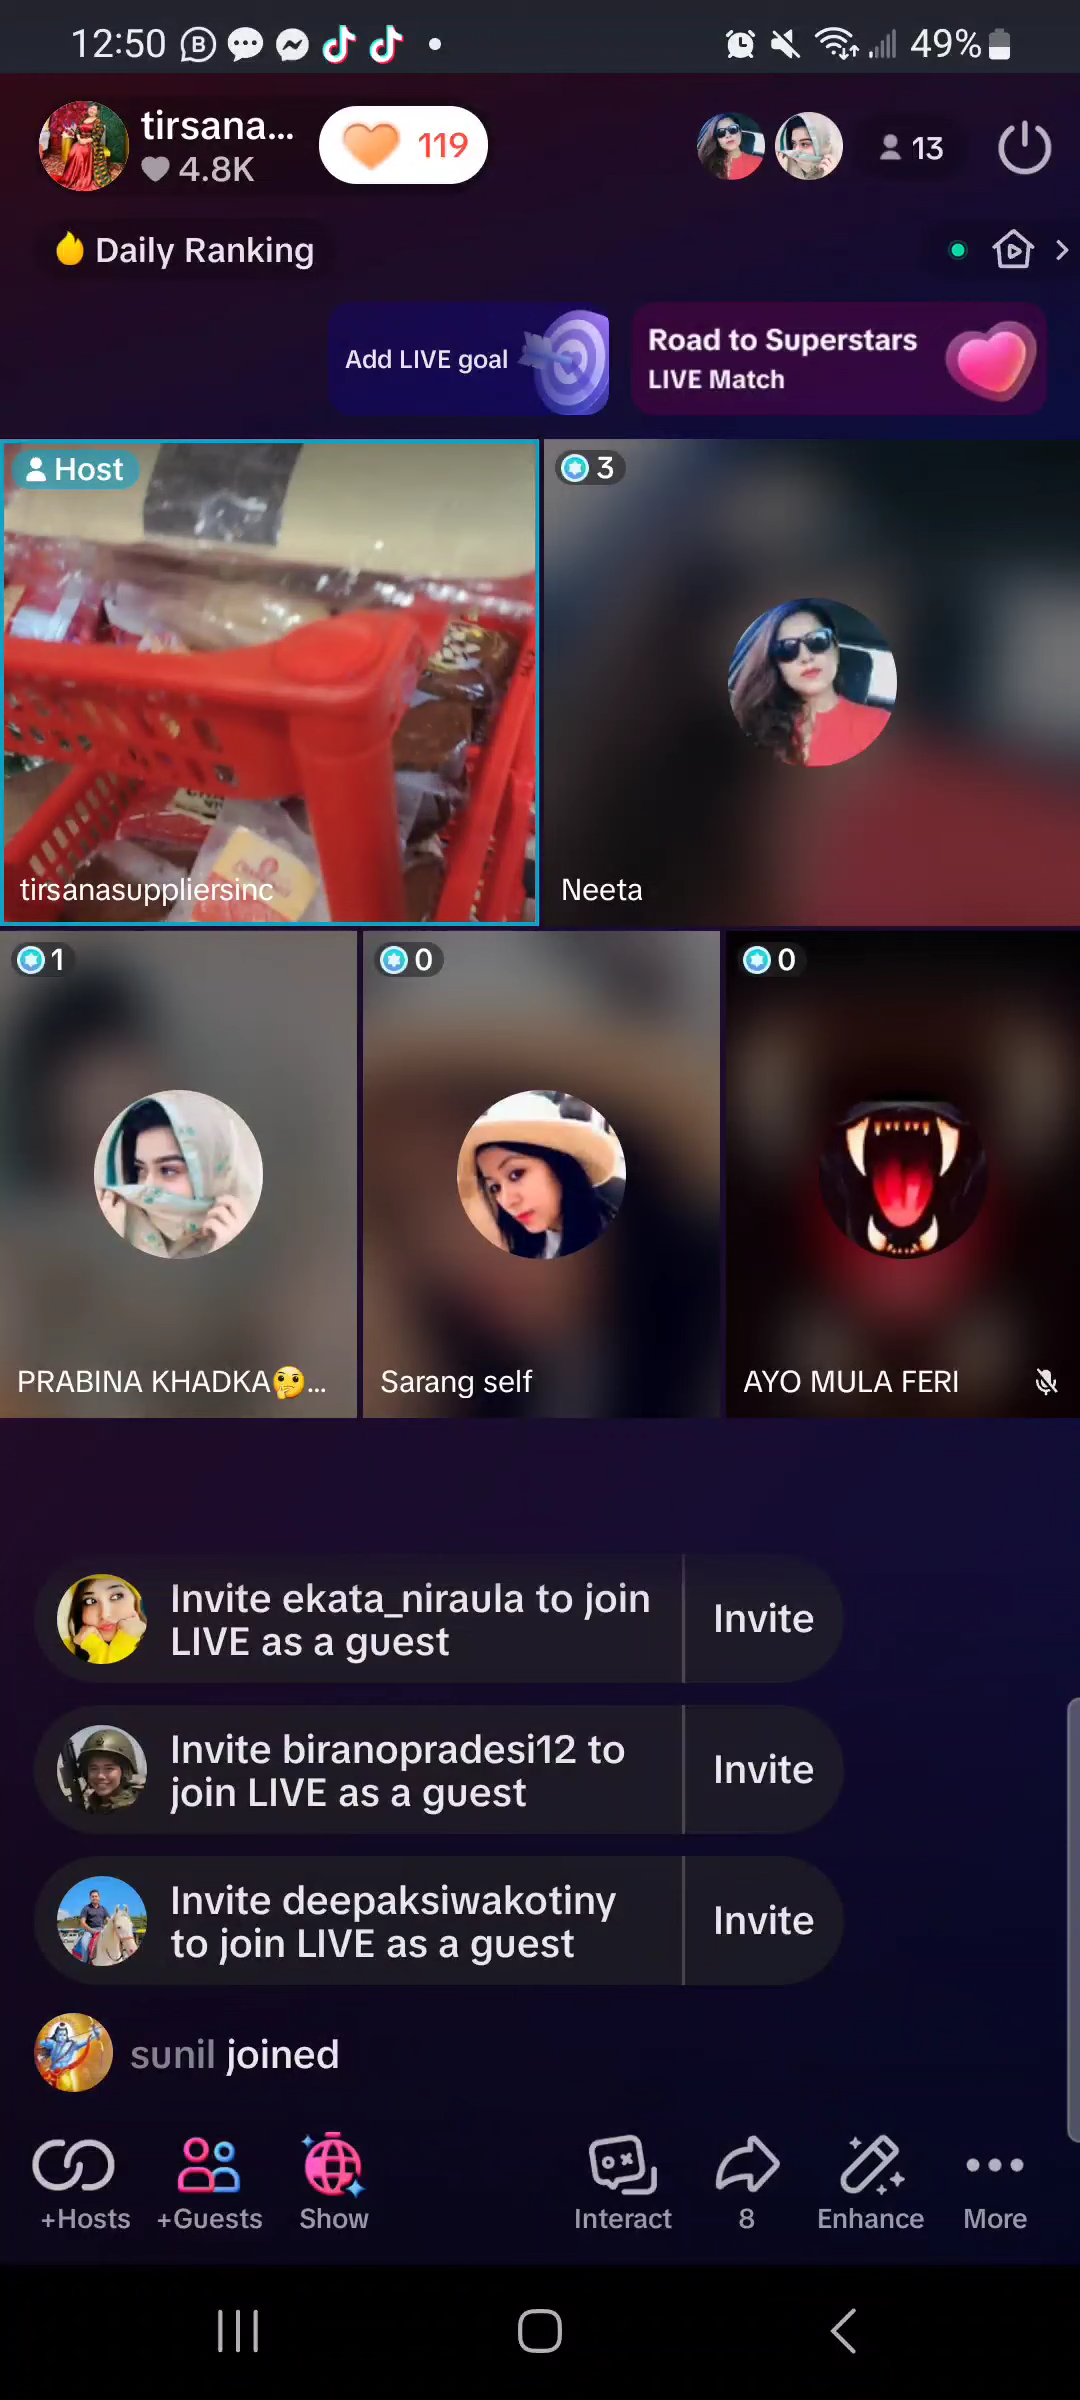 12:50
49%
tirsana...
4.8K
119
13
Daily Ranking
Add LIVE goal
Road to Superstars
LIVE Match
Host
3
tirsanasuppliersinc
Neeta
1
0
0
PRABINA KHADKA🤔...
Sarang self
AYO MULA FERI
Invite ekata_niraula to join
LIVE as a guest
Invite
Invite biranopradesi12 to
join LIVE as a guest
Invite
Invite deepaksiwakotiny
to join LIVE as a guest
Invite
sunil joined
+Hosts
+Guests
Show
Interact
8
Enhance
More